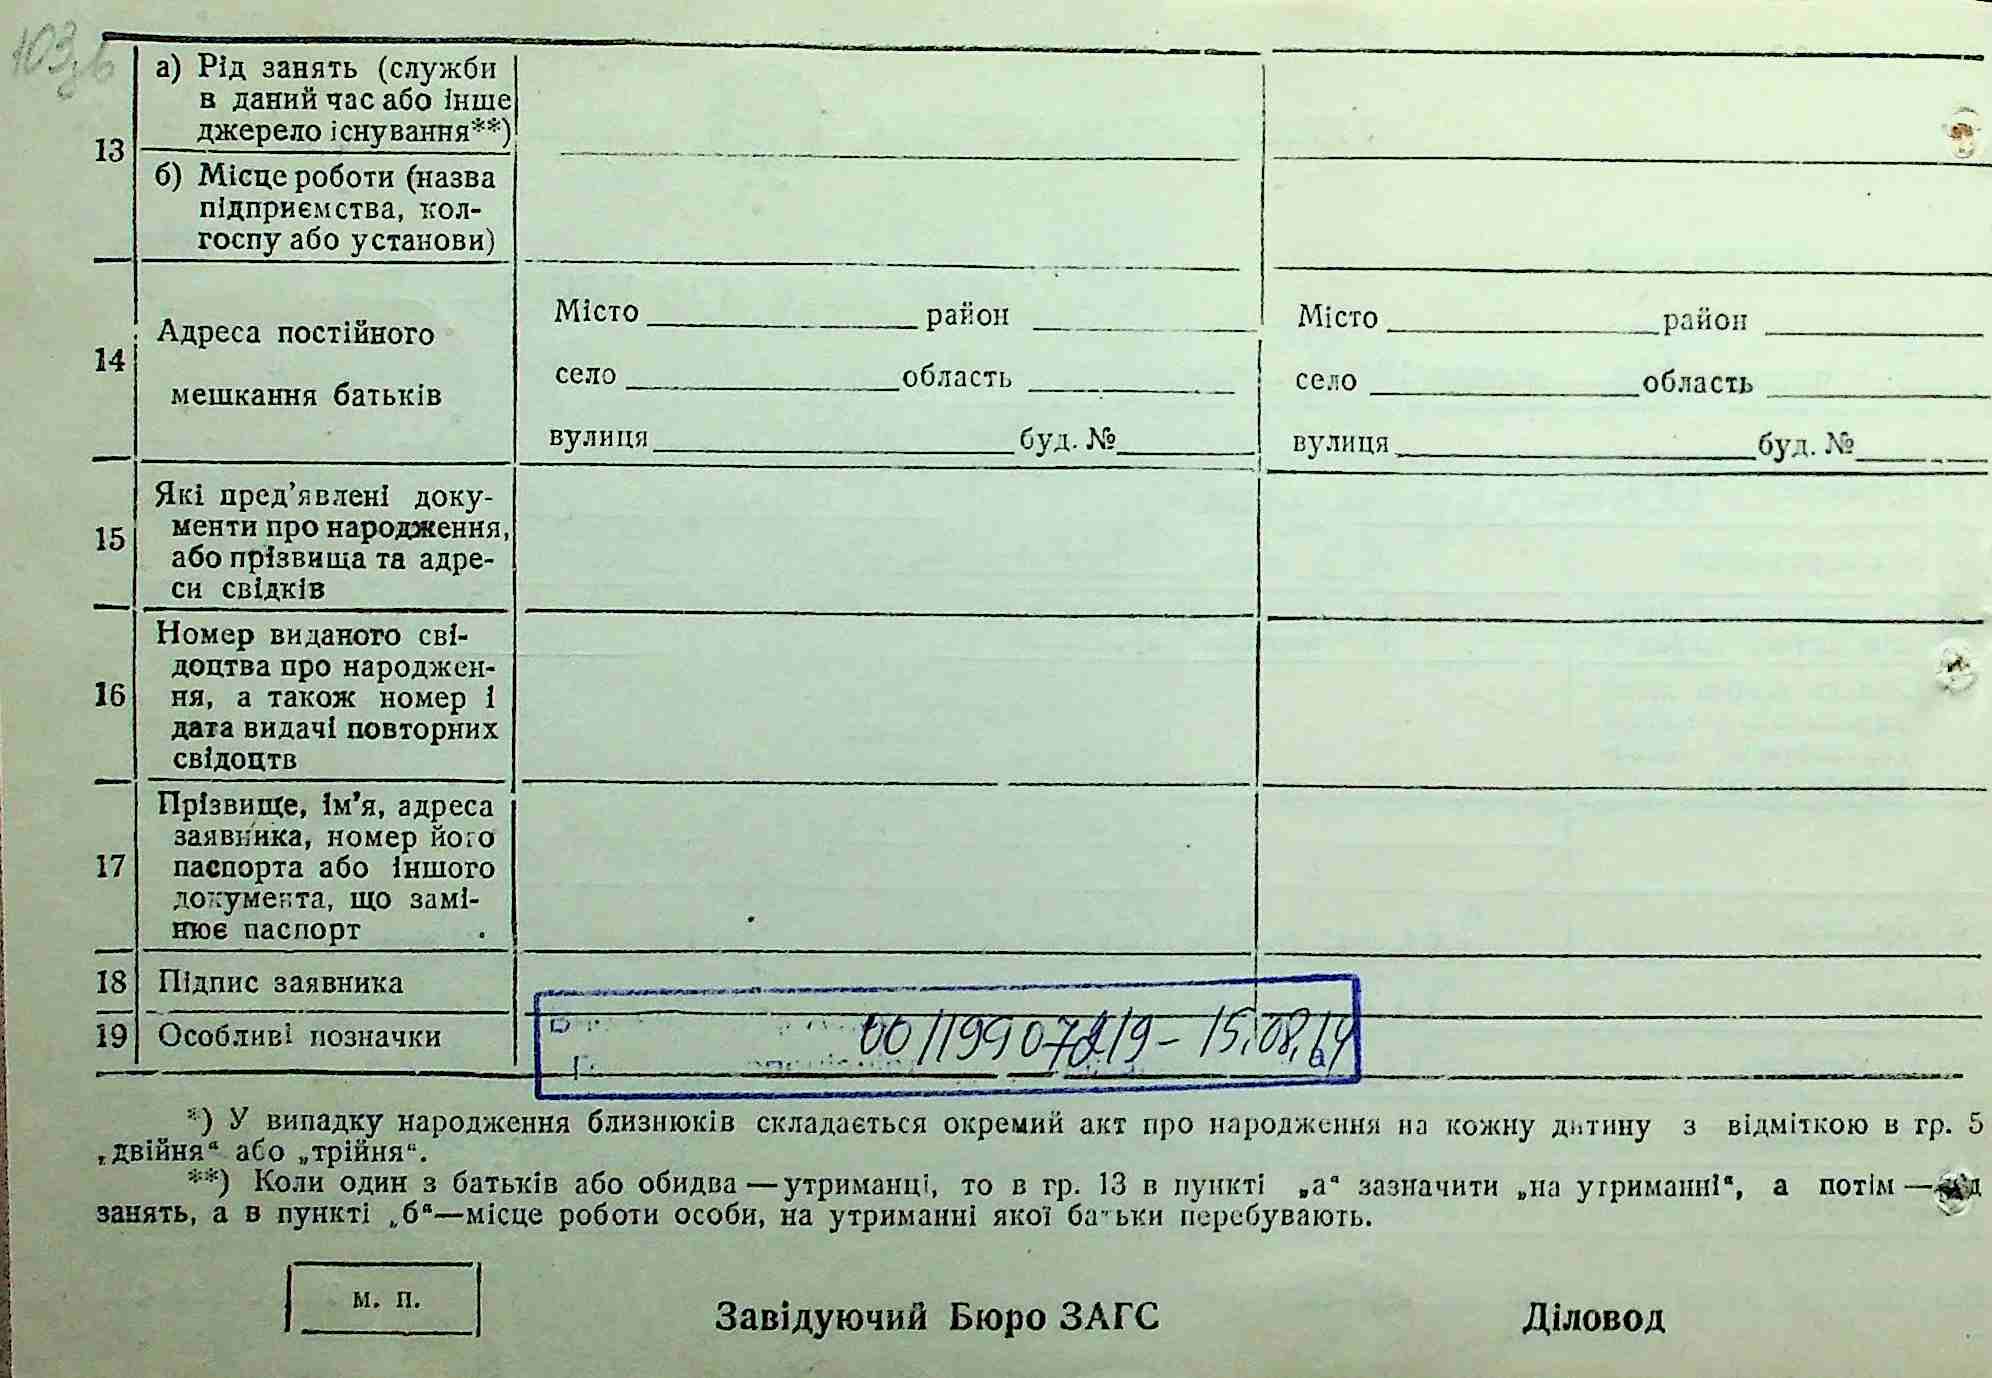 103
13
а) Рід занять (служби
в даний час або інше
джерело існування**)
б) Місце роботи (назва
підприємства, кол-
госпу або установи)
14
Адреса постійного
мешкання батьків
Місто район
село область
вулиця буд. №
Місто район
село область
вулиця буд. №
15
Які пред’явлені доку-
менти про народження,
або прізвища та адре-
си свідків
16
Номер виданого сві-
доцтва про народжен-
ня, а також номер і
дата видачі повторних
свідоцтв
17
Прізвище, ім’я, адреса
заявника, номер його
паспорта або іншого
документа, що замі-
нює паспорт
18 Підпис заявника
19 Особливі позначки
15.08.14
*) У випадку народження близнюків складається окремий акт про народження на кожну дитину з відміткою в гр. 5
„двійня“ або „трійня“.
**) Коли один з батьків або обидва — утриманці, то в гр. 13 в пункті „а“ зазначити „на утриманні“, а потім —
занять, а в пункті „б“—місце роботи особи, на утриманні якої батьки перебувають.
м. п.
Завідуючий Бюро ЗАГС Діловод